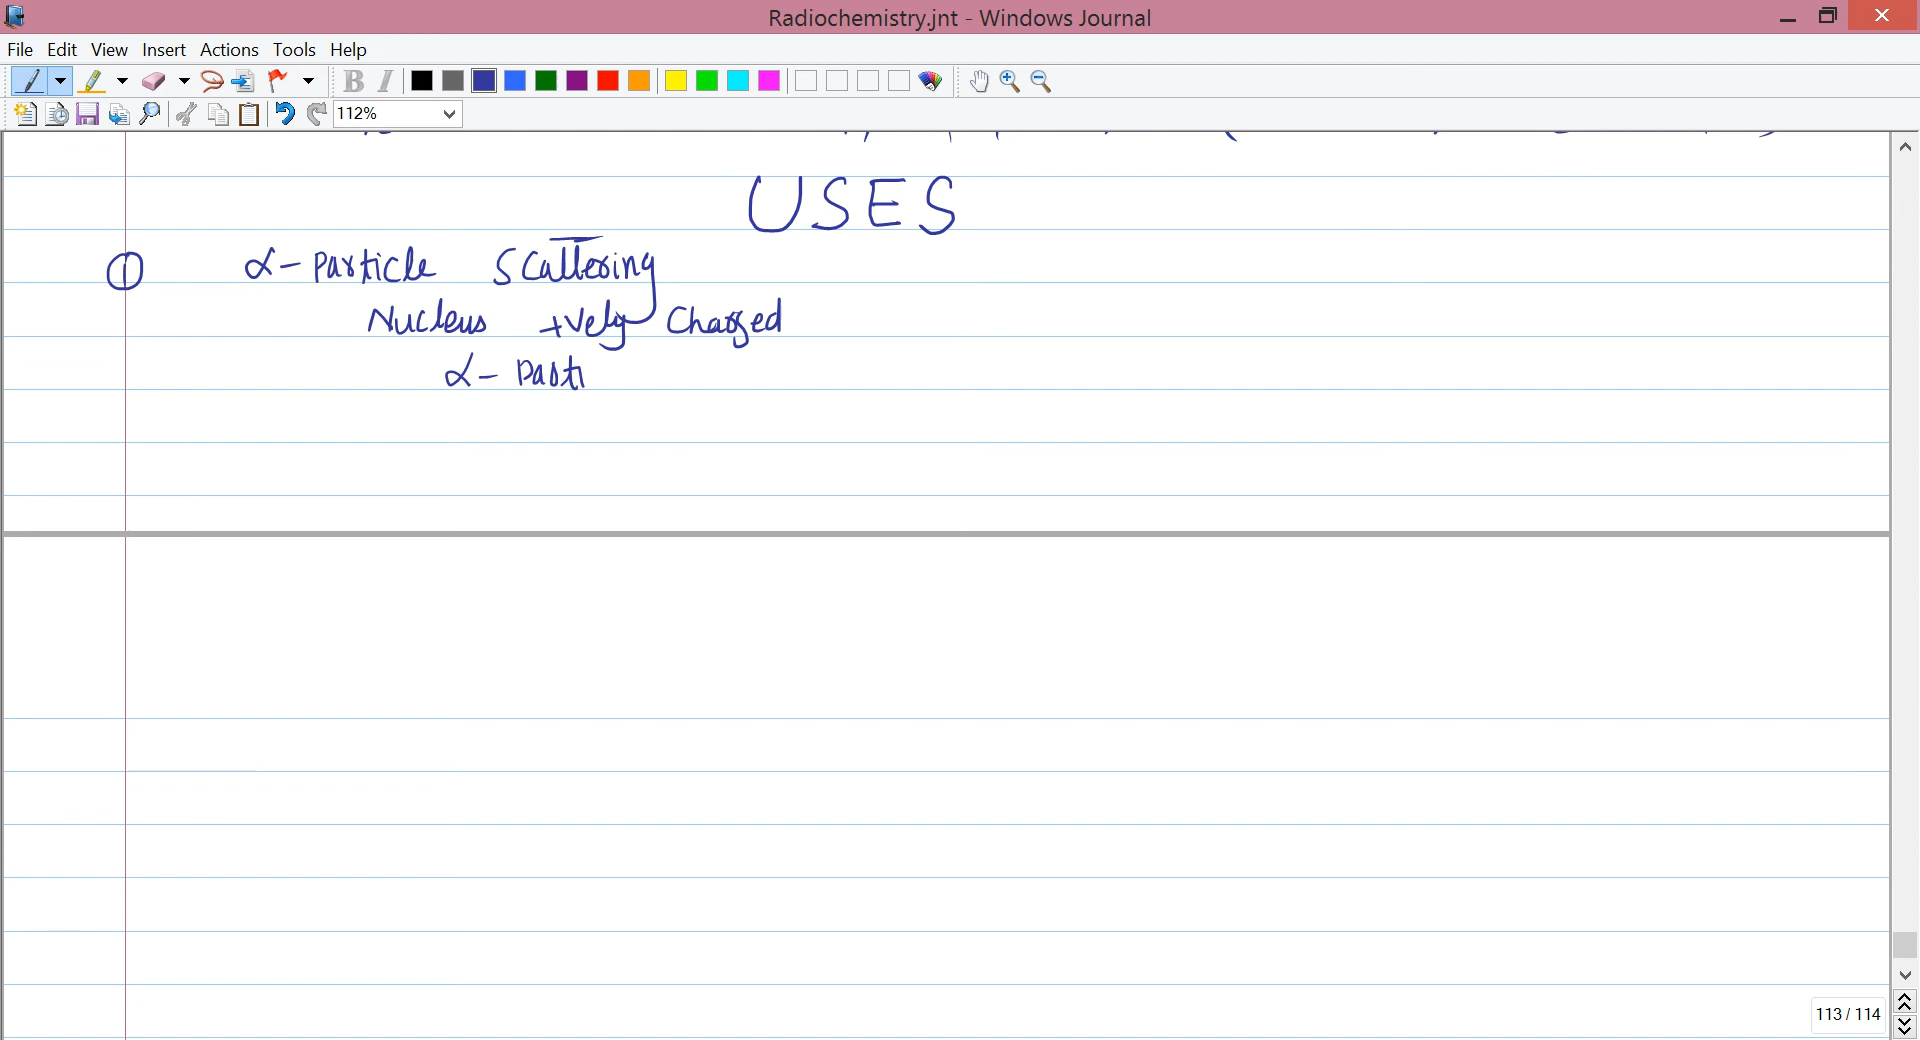 Radiochemistry.jnt - Windows Journal
File Edit View Insert Actions Tools Help
B I
112%
USES
① α- Particle Scattering
Nucleus +vely Charged
α- Parti
113 / 114